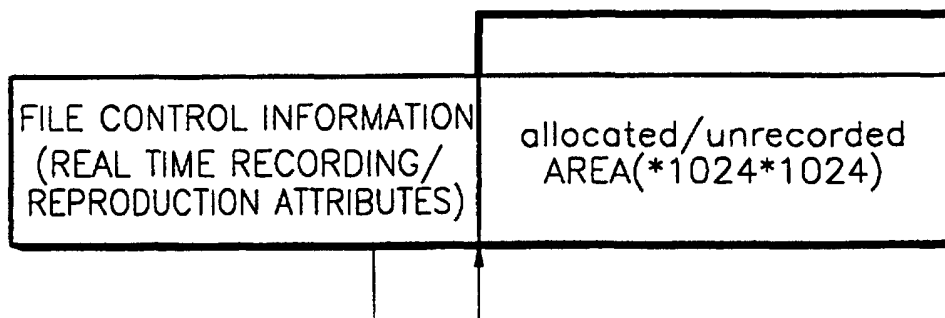 FILE CONTROL INFORMATION
(REAL TIME RECORDING/
REPRODUCTION ATTRIBUTES)
allocated/unrecorded
AREA(*1024*1024)